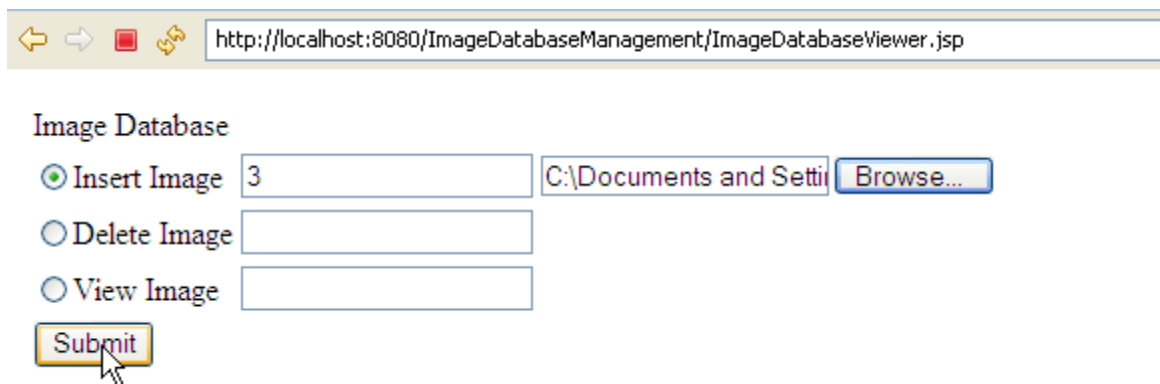 http://localhost:8080/ImageDatabaseManagement/ImageDatabaseViewer.jsp
Image Database
Insert Image 3 C:\Documents and Settin Browse...
Delete Image
View Image
Submit